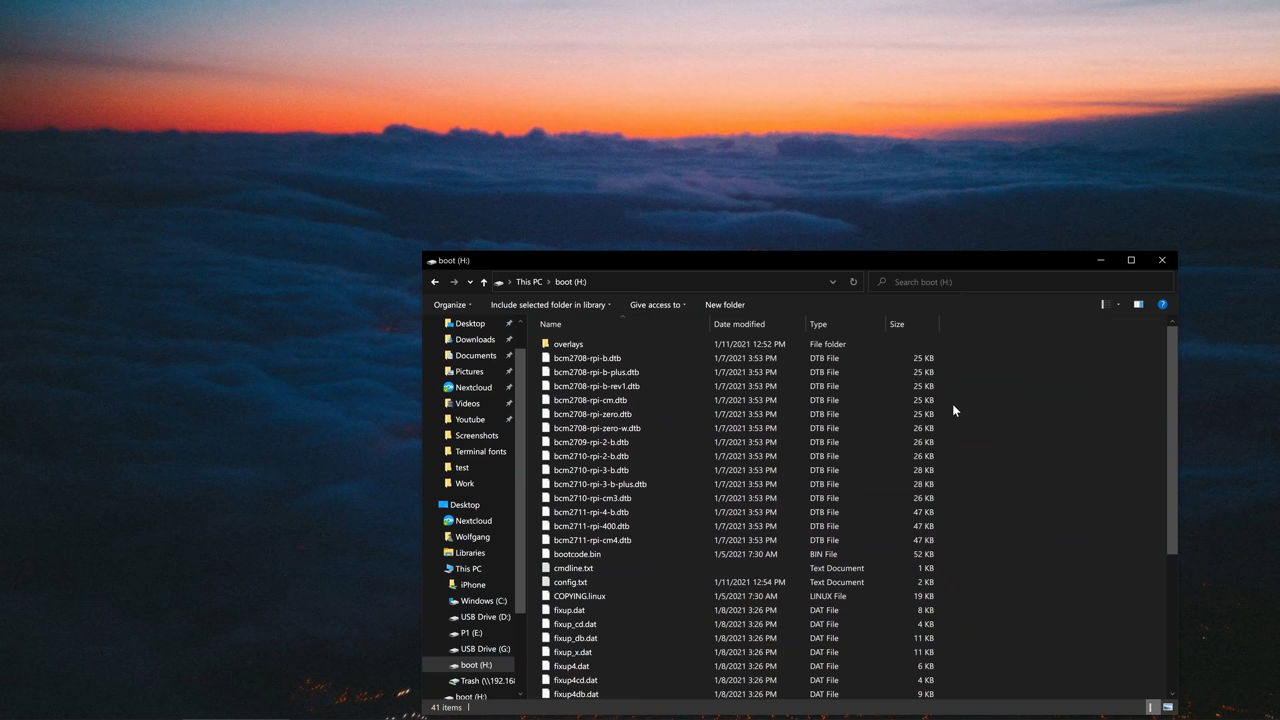 boot (H:)
This PC > boot (H:)
Search boot (H:)
Organize
Include selected folder in library
Give access to
New folder
Name
Date modified
Type
Size
Desktop
Downloads
Documents
Pictures
Nextcloud
Videos
Youtube
Screenshots
Terminal fonts
test
Work
Desktop
Nextcloud
Wolfgang
Libraries
This PC
iPhone
Windows (C:)
USB Drive (D:)
P1 (E:)
USB Drive (G:)
boot (H:)
Trash (\\192.16
boot (H:)
overlays 1/11/2021 12:52 PM File folder
bcm2708-rpi-b.dtb 1/7/2021 3:53 PM DTB File 25 KB
bcm2708-rpi-b-plus.dtb 1/7/2021 3:53 PM DTB File 25 KB
bcm2708-rpi-b-rev1.dtb 1/7/2021 3:53 PM DTB File 25 KB
bcm2708-rpi-cm.dtb 1/7/2021 3:53 PM DTB File 25 KB
bcm2708-rpi-zero.dtb 1/7/2021 3:53 PM DTB File 25 KB
bcm2708-rpi-zero-w.dtb 1/7/2021 3:53 PM DTB File 26 KB
bcm2709-rpi-2-b.dtb 1/7/2021 3:53 PM DTB File 26 KB
bcm2710-rpi-2-b.dtb 1/7/2021 3:53 PM DTB File 26 KB
bcm2710-rpi-3-b.dtb 1/7/2021 3:53 PM DTB File 28 KB
bcm2710-rpi-3-b-plus.dtb 1/7/2021 3:53 PM DTB File 28 KB
bcm2710-rpi-cm3.dtb 1/7/2021 3:53 PM DTB File 26 KB
bcm2711-rpi-4-b.dtb 1/7/2021 3:53 PM DTB File 47 KB
bcm2711-rpi-400.dtb 1/7/2021 3:53 PM DTB File 47 KB
bcm2711-rpi-cm4.dtb 1/7/2021 3:53 PM DTB File 47 KB
bootcode.bin 1/5/2021 7:30 AM BIN File 52 KB
cmdline.txt Text Document 1 KB
config.txt 1/11/2021 12:54 PM Text Document 2 KB
COPYING.linux 1/5/2021 7:30 AM LINUX File 19 KB
fixup.dat 1/8/2021 3:26 PM DAT File 8 KB
fixup_cd.dat 1/8/2021 3:26 PM DAT File 4 KB
fixup_db.dat 1/8/2021 3:26 PM DAT File 11 KB
fixup_x.dat 1/8/2021 3:26 PM DAT File 11 KB
fixup4.dat 1/8/2021 3:26 PM DAT File 6 KB
fixup4cd.dat 1/8/2021 3:26 PM DAT File 4 KB
fixup4db.dat 1/8/2021 3:26 PM DAT File 9 KB
41 items